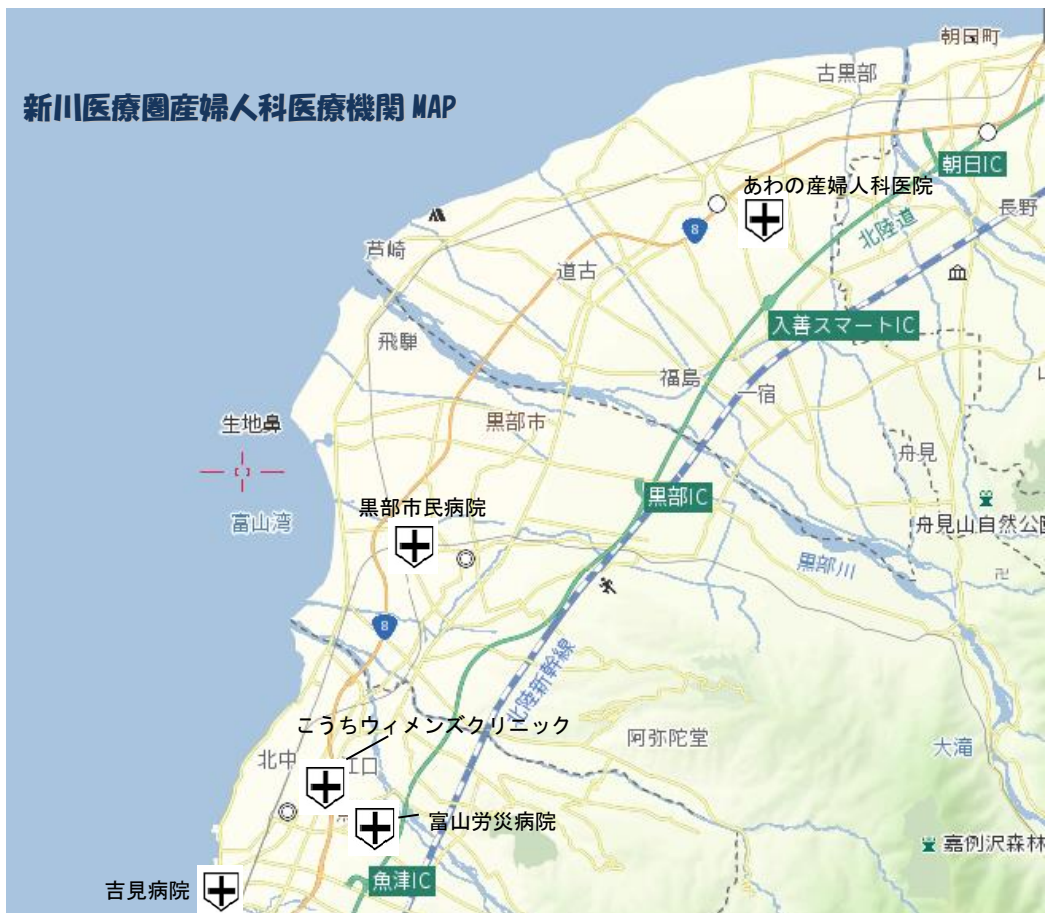 朝日町
古黒部
新川医療圏産婦人科医療機関 MAP
朝日IC
あわの産婦人科医院
長野
北陸道
8
芦崎
道古
入善スマートIC
飛騨
福島
一宿
生地鼻
黒部市
舟見
黒部IC
黒部市民病院
富山湾
舟見山自然公園
黒部川
卍
8
北陸新幹線
こうちウィメンズクリニック
阿弥陀堂
大滝
北中
江口
富山労災病院
嘉例沢森林
魚津IC
吉見病院